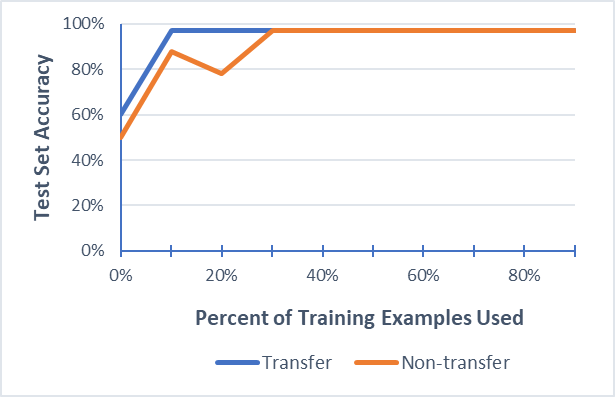 100%
80%
60%
40%
20%
0%
Test Set Accuracy
0% 20% 40% 60% 80%
Percent of Training Examples Used
Transfer Non-transfer